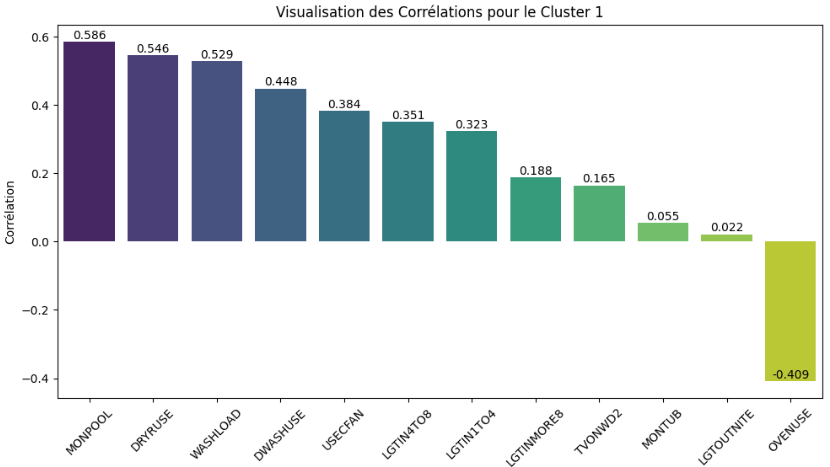 Visualisation des Corrélations pour le Cluster 1
Corrélation
0.6
0.4
0.2
0.0
−0.2
−0.4
0.586
0.546
0.529
0.448
0.384
0.351
0.323
0.188
0.165
0.055
0.022
-0.409
MONPOOL
DRYRUSE
WASHLOAD
DWASHUSE
USECFAN
LGTIN4TO8
LGTIN1TO4
LGTINMORE8
TVONWD2
MONTUB
LGTOUTNITE
OVENUSE